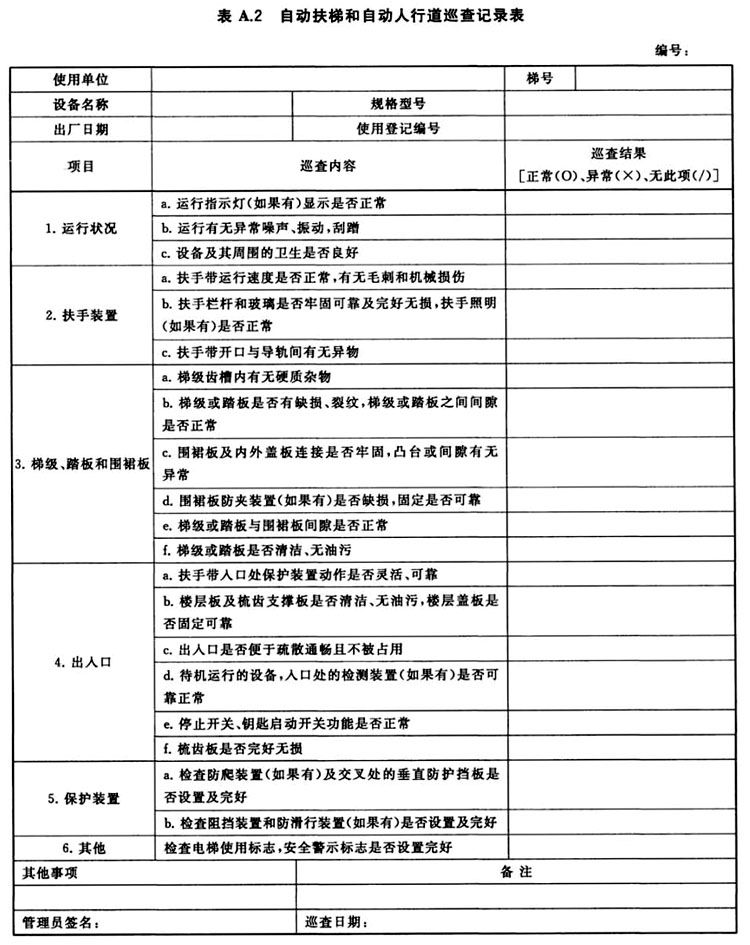 表 A.2 自动扶梯和自动人行道巡查记录表
编号：
使用单位 梯号
设备名称 规格型号
出厂日期 使用登记编号
项目 巡查内容 巡查结果
[正常(O)、异常(×)、无此项(/)]
1. 运行状况
a. 运行指示灯(如果有)显示是否正常
b. 运行有无异常噪声、振动,刮蹭
c. 设备及其周围的卫生是否良好
2. 扶手装置
a. 扶手带运行速度是否正常,有无毛刺和机械损伤
b. 扶手栏杆和玻璃是否牢固可靠及完好无损,扶手照明
(如果有)是否正常
c. 扶手带开口与导轨间有无异物
3. 梯级、踏板和围裙板
a. 梯级齿槽内有无硬质杂物
b. 梯级或踏板是否有缺损、裂纹,梯级或踏板之间间隙
是否正常
c. 围裙板及内外盖板连接是否牢固,凸台或间隙有无
异常
d. 围裙板防夹装置(如果有)是否缺损,固定是否可靠
e. 梯级或踏板与围裙板间隙是否正常
f. 梯级或踏板是否清洁、无油污
4. 出入口
a. 扶手带入口处保护装置动作是否灵活、可靠
b. 楼层板及梳齿支撑板是否清洁、无油污,楼层盖板是
否固定可靠
c. 出入口是否便于疏散通畅且不被占用
d. 待机运行的设备,入口处的检测装置(如果有)是否可
靠正常
e. 停止开关、钥匙启动开关功能是否正常
f. 梳齿板是否完好无损
5. 保护装置
a. 检查防爬装置(如果有)及交叉处的垂直防护挡板是
否设置及完好
b. 检查阻挡装置和防滑行装置(如果有)是否设置及完好
6. 其他 检查电梯使用标志,安全警示标志是否设置完好
其他事项 备 注
管理员签名： 巡查日期：